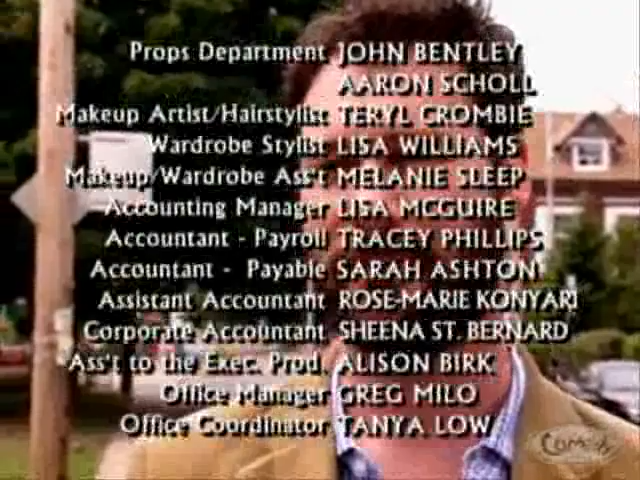 Props Department JOHN BENTLEY
AARON SCHOLL
Makeup Artist/Hairstylist TERYL CROMBIE
Wardrobe Stylist LISA WILLIAMS
Makeup/Wardrobe Ass't MELANIE SLEEP
Accounting Manager LISA MCGUIRE
Accountant - Payroll TRACEY PHILLIPS
Accountant - Payable SARAH ASHTON
Assistant Accountant ROSE-MARIE KONYARI
Corporate Accountant SHEENA ST. BERNARD
Ass't to the Exec. Prod. ALISON BIRK
Office Manager GREG MILO
Office Coordinator TANYA LOW
Comedy